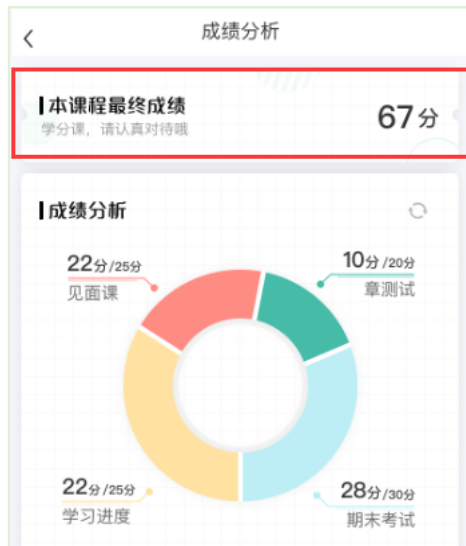 成绩分析
本课程最终成绩
67分
学分课，请认真对待哦
成绩分析
22分/25分
见面课
10分/20分
章测试
22分/25分
学习进度
28分/30分
期末考试